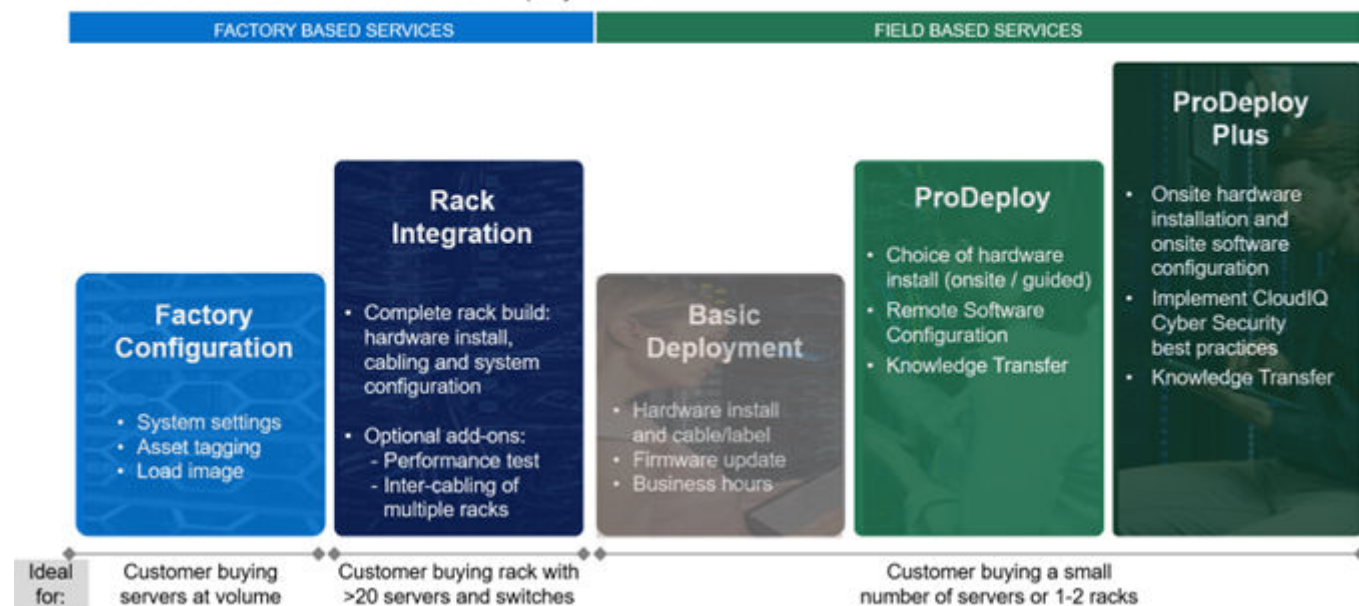 FACTORY BASED SERVICES
FIELD BASED SERVICES
Factory
Configuration
• System settings
• Asset tagging
• Load image
Rack
Integration
• Complete rack build:
hardware install,
cabling and system
configuration
• Optional add-ons:
- Performance test
- Inter-cabling of
multiple racks
Basic
Deployment
• Hardware install
and cable/label
• Firmware update
• Business hours
ProDeploy
• Choice of hardware
install (onsite / guided)
• Remote Software
Configuration
• Knowledge Transfer
ProDeploy
Plus
• Onsite hardware
installation and
onsite software
configuration
• Implement CloudIQ
Cyber Security
best practices
• Knowledge Transfer
Ideal
for:
Customer buying
servers at volume
Customer buying rack with
>20 servers and switches
Customer buying a small
number of servers or 1-2 racks